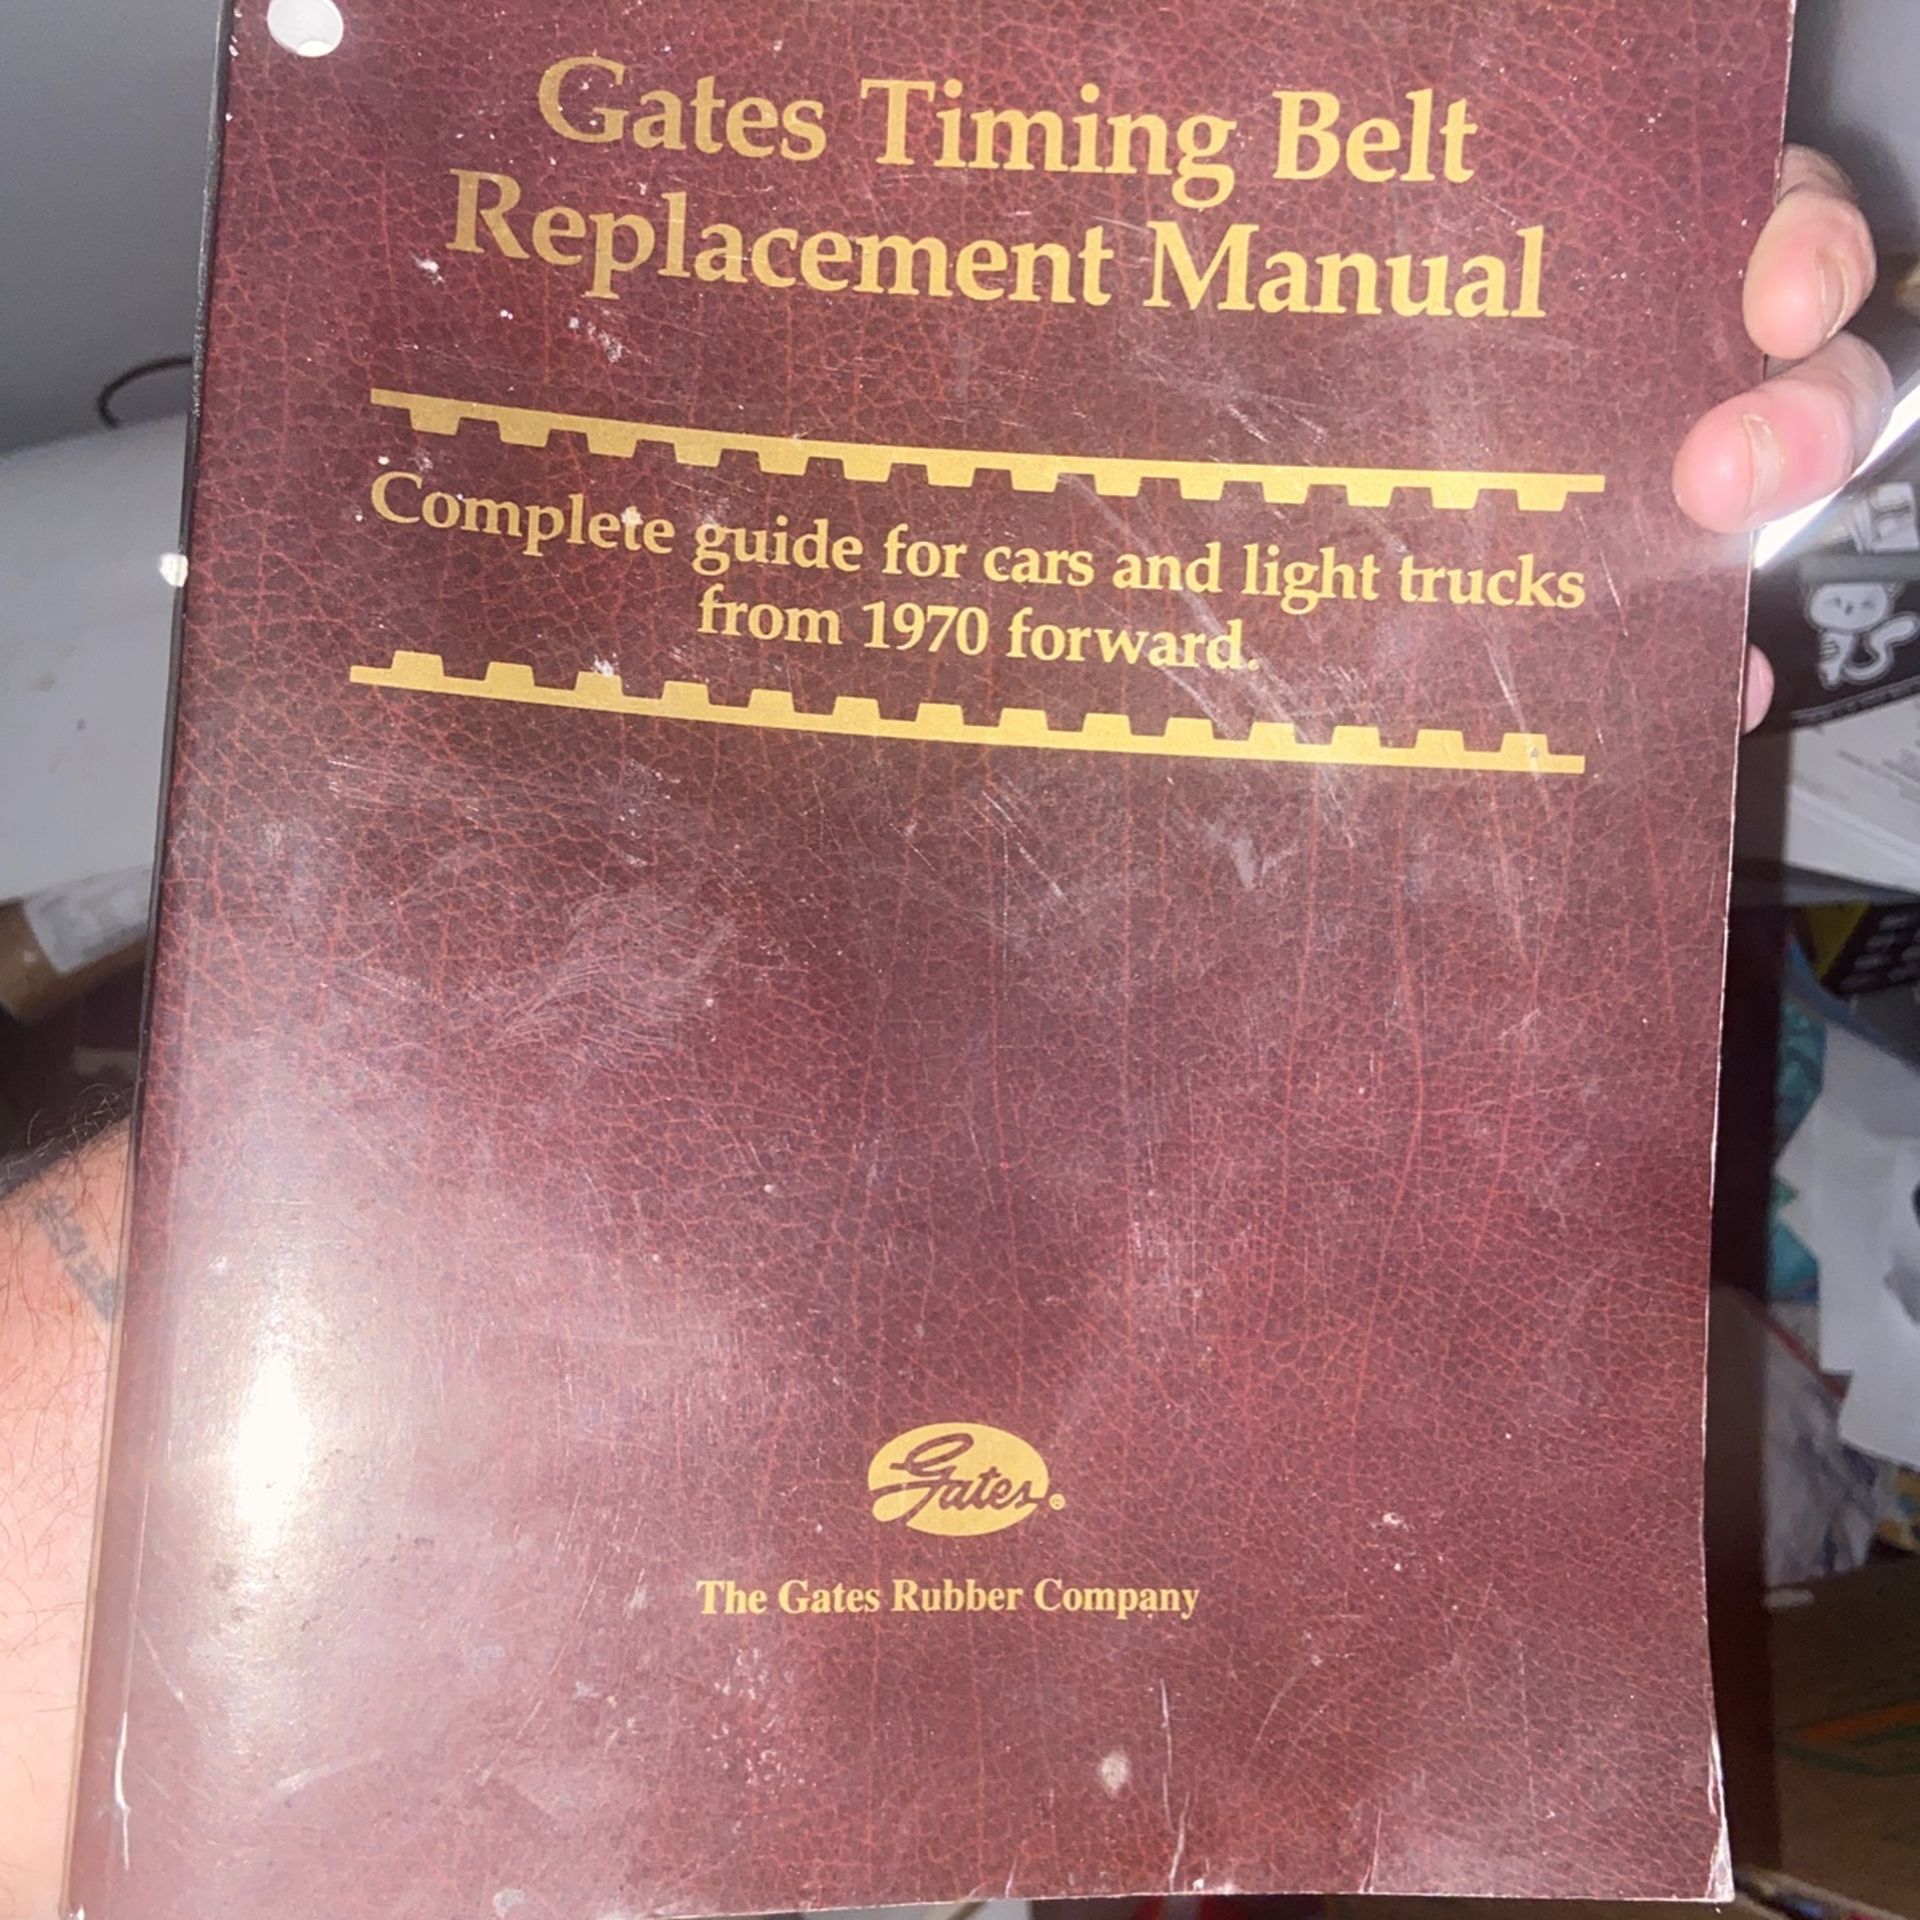 Gates Timing Belt
Replacement Manual
Complete guide for cars and light trucks
from 1970 forward.
Gates®
The Gates Rubber Company